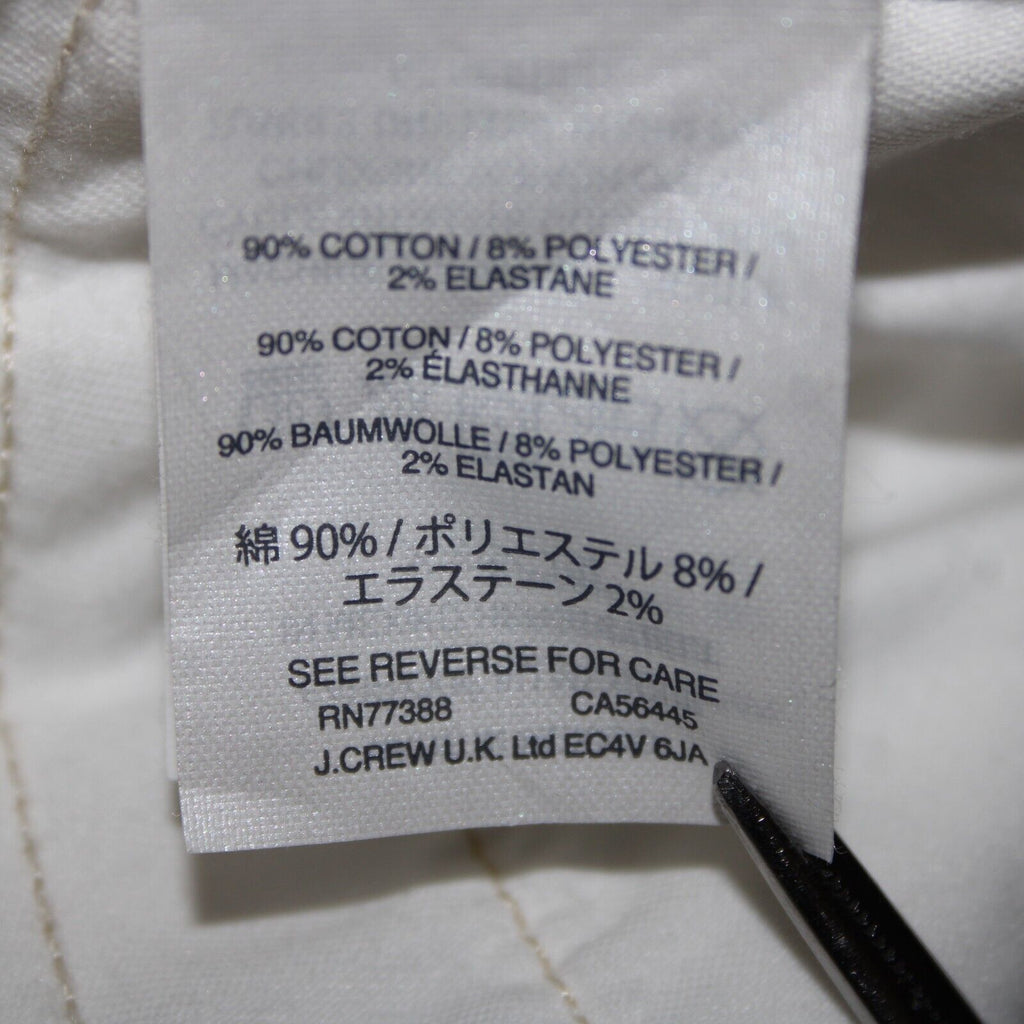 90% COTTON / 8% POLYESTER /
2% ELASTANE
90% COTON / 8% POLYESTER /
2% ÉLASTHANNE
90% BAUMWOLLE / 8% POLYESTER /
2% ELASTAN
綿 90% / ポリエステル 8% /
エラステーン 2%
SEE REVERSE FOR CARE
RN77388 CA56445
J.CREW U.K. Ltd EC4V 6JA